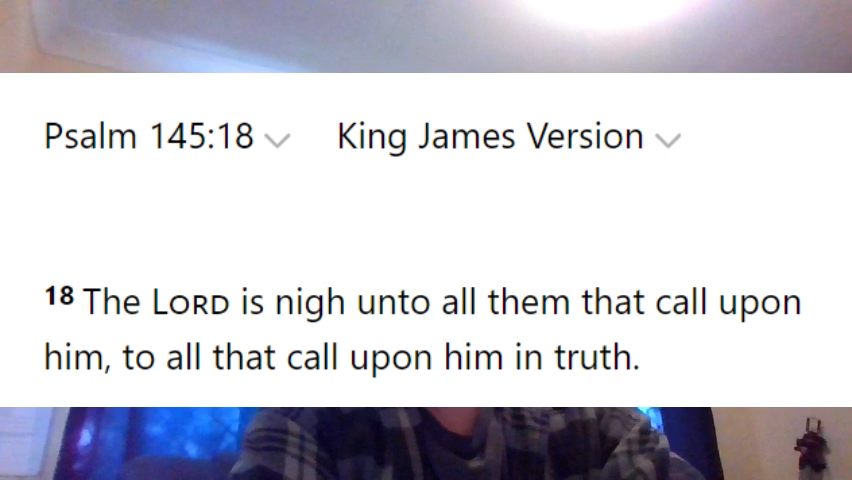 Psalm 145:18 King James Version
18 The LORD is nigh unto all them that call upon
him, to all that call upon him in truth.